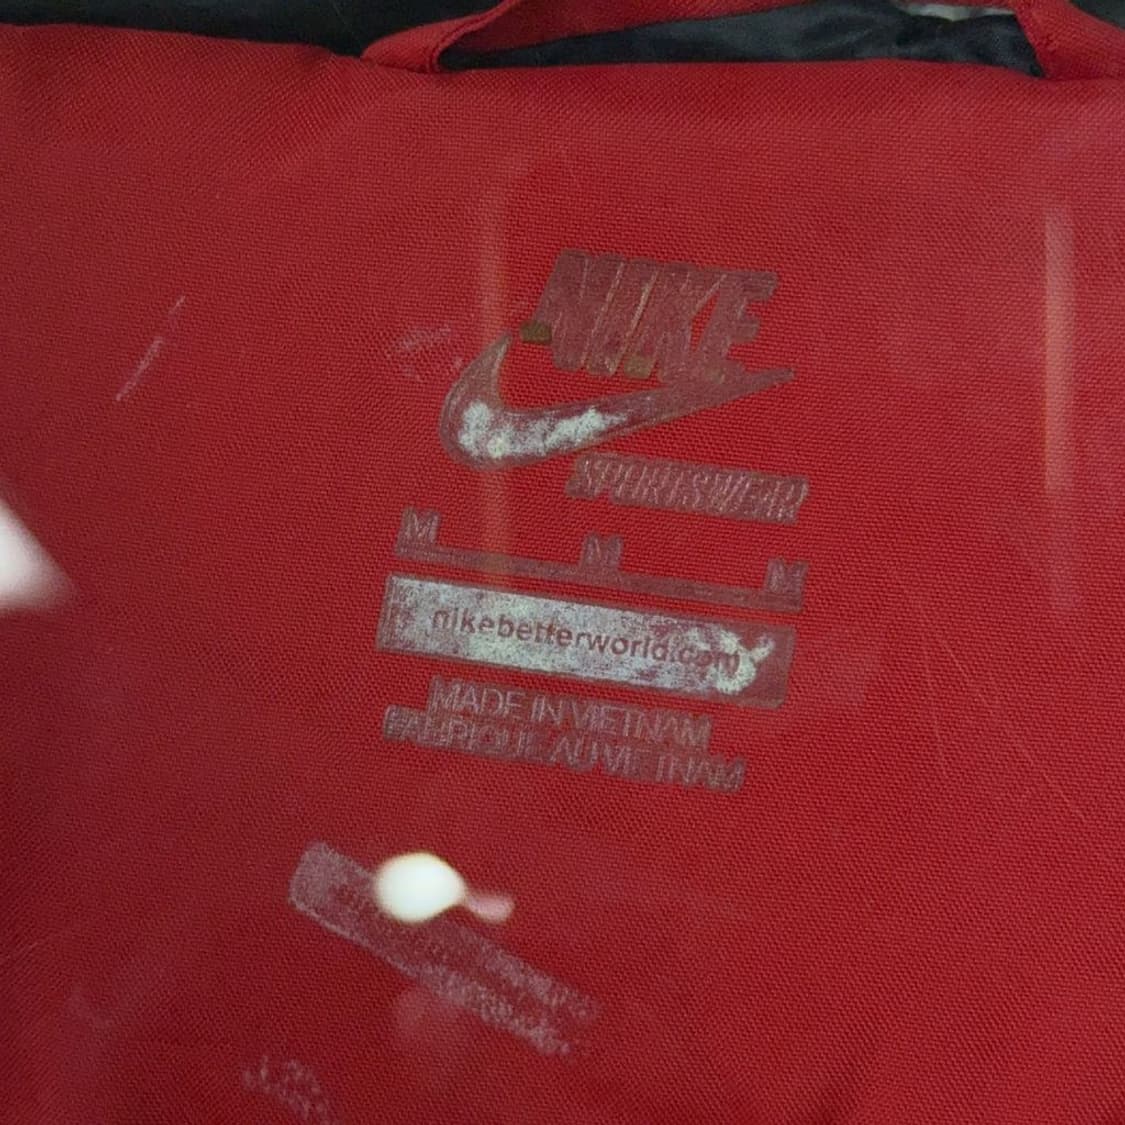 NIKE
SPORTSWEAR
M M M
nikebetterworld.com
MADE IN VIETNAM
FABRIQUE AU VIETNAM